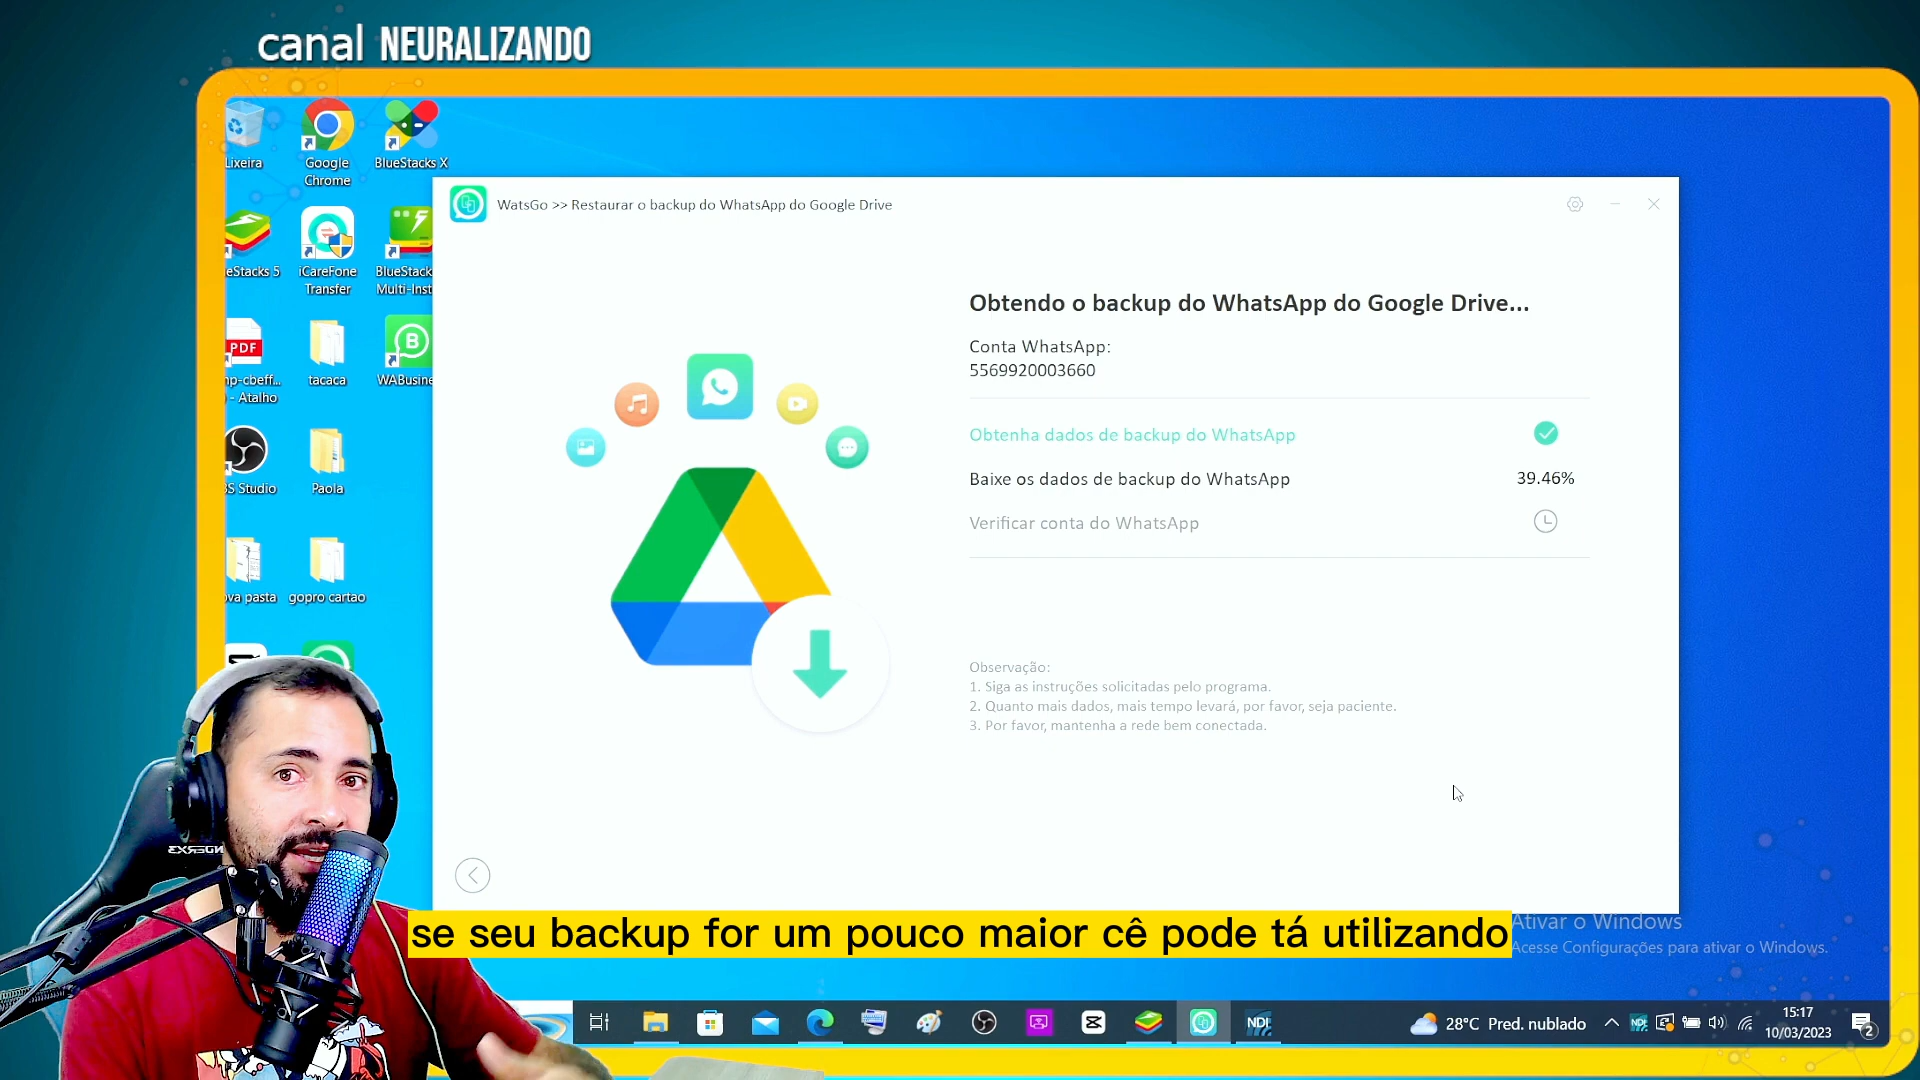 canal NEURALIZANDO
Lixeira
Google
Chrome
BlueStacks X
WatsGo >> Restaurar o backup do WhatsApp do Google Drive
eStacks 5
iCareFone
Transfer
BlueStack
Multi-Inst
Obtendo o backup do WhatsApp do Google Drive...
Conta WhatsApp:
5569920003660
PDF
np-cbeff...
) - Atalho
tacaca
WABusine
Obtenha dados de backup do WhatsApp
Baixe os dados de backup do WhatsApp
39.46%
Verificar conta do WhatsApp
3S Studio
Paola
ova pasta
gopro cartao
Observação:
1. Siga as instruções solicitadas pelo programa.
2. Quanto mais dados, mais tempo levará, por favor, seja paciente.
3. Por favor, mantenha a rede bem conectada.
se seu backup for um pouco maior cê pode tá utilizando
Ativar o Windows
Acesse Configurações para ativar o Windows.
NDI
28°C Pred. nublado
NDI
15:17
10/03/2023
2